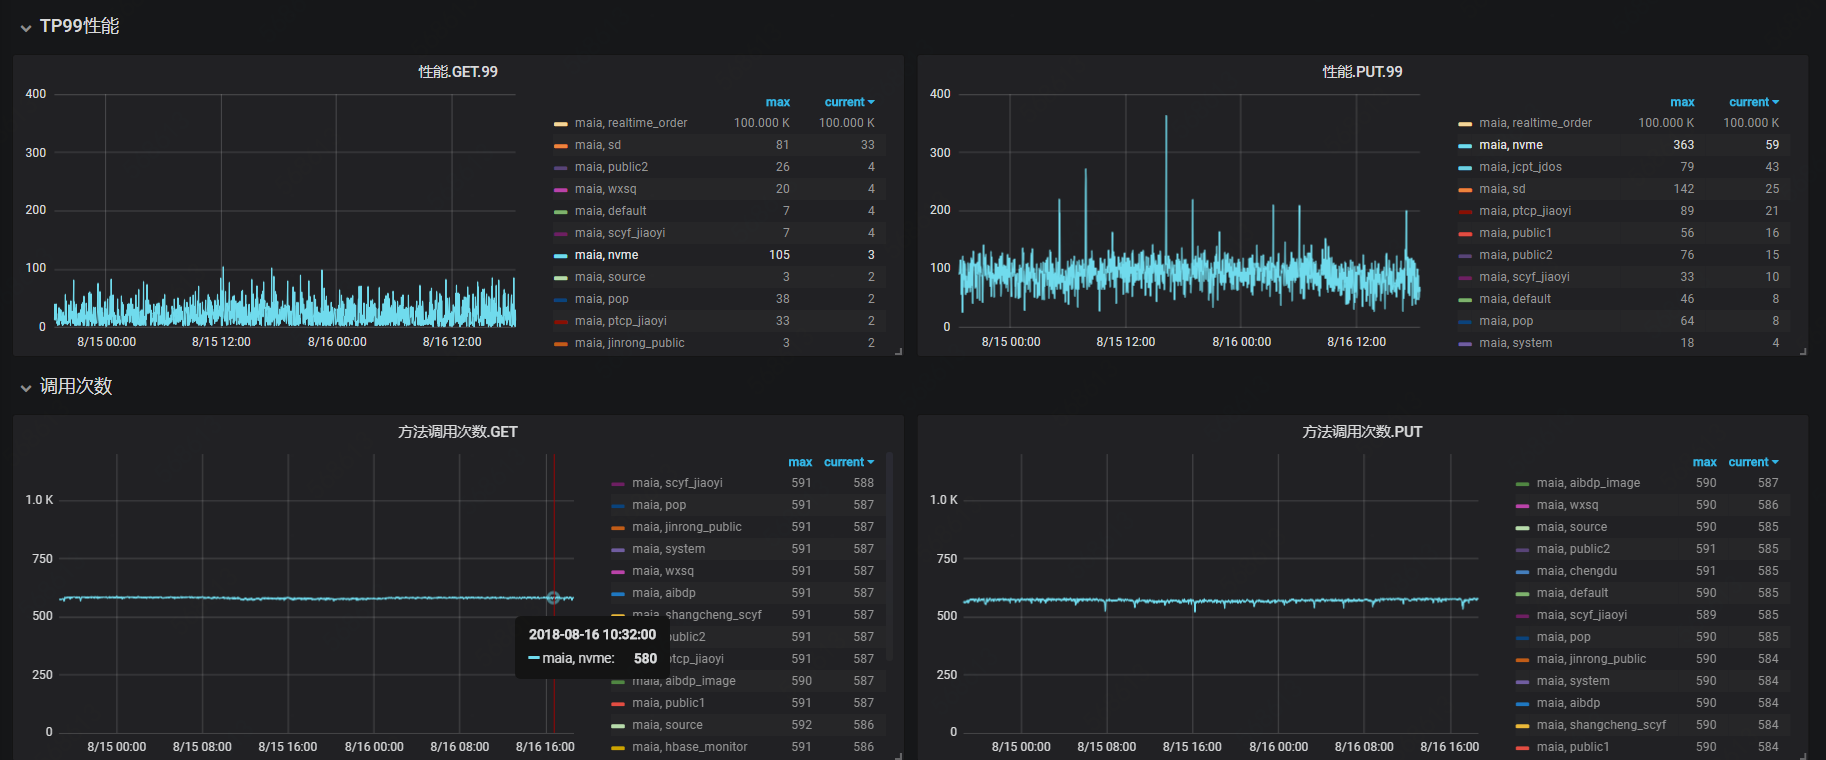 TP99性能
性能.GET.99
400
300
200
100
0
8/15 00:00 8/15 12:00 8/16 00:00 8/16 12:00
max current
maia, realtime_order 100.000 K 100.000 K
maia, sd 81 33
maia, public2 26 4
maia, wxsq 20 4
maia, default 7 4
maia, scyf_jiaoyi 7 4
maia, nvme 105 3
maia, source 3 2
maia, pop 38 2
maia, ptcp_jiaoyi 33 2
maia, jinrong_public 3 2
性能.PUT.99
400
300
200
100
0
8/15 00:00 8/15 12:00 8/16 00:00 8/16 12:00
max current
maia, realtime_order 100.000 K 100.000 K
maia, nvme 363 59
maia, jcpt_jdos 79 43
maia, sd 142 25
maia, ptcp_jiaoyi 89 21
maia, public1 56 16
maia, public2 76 15
maia, scyf_jiaoyi 33 10
maia, default 46 8
maia, pop 64 8
maia, system 18 4
调用次数
方法调用次数.GET
1.0 K
750
500
250
0
8/15 00:00 8/15 08:00 8/15 16:00 8/16 00:00 8/16 08:00 8/16 16:00
2018-08-16 10:32:00
maia, nvme: 580
max current
maia, scyf_jiaoyi 591 588
maia, pop 591 587
maia, jinrong_public 591 587
maia, system 591 587
maia, wxsq 591 587
maia, aibdp 591 587
maia, shangcheng_scyf 591 587
public2 591 587
ptcp_jiaoyi 591 587
maia, aibdp_image 590 587
maia, public1 591 587
maia, source 592 586
maia, hbase_monitor 591 586
方法调用次数.PUT
1.0 K
750
500
250
0
8/15 00:00 8/15 08:00 8/15 16:00 8/16 00:00 8/16 08:00 8/16 16:00
max current
maia, aibdp_image 590 587
maia, wxsq 590 586
maia, source 590 585
maia, public2 591 585
maia, chengdu 591 585
maia, default 590 585
maia, scyf_jiaoyi 589 585
maia, pop 590 585
maia, jinrong_public 590 584
maia, system 590 584
maia, aibdp 590 584
maia, shangcheng_scyf 590 584
maia, public1 590 584